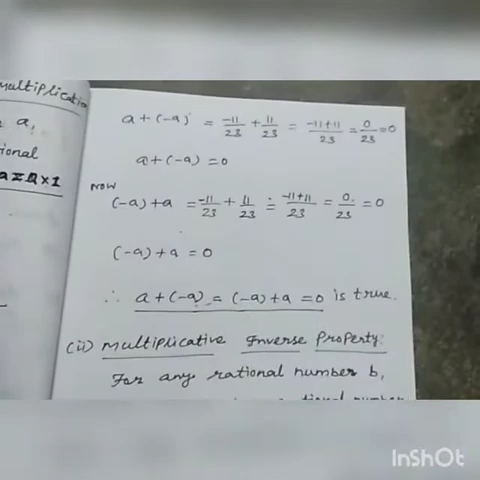 multiplication
a,
ional
a = a × 1
a + (-a) = -11/23 + 11/23 = -11+11/23 = 0/23 = 0
a + (-a) = 0
now
(-a) + a = -11/23 + 11/23 = -11+11/23 = 0/23 = 0
(-a) + a = 0
∴ a + (-a) = (-a) + a = 0 is true.
(ii) Multiplicative Inverse Property:
For any rational number b,
InShOt